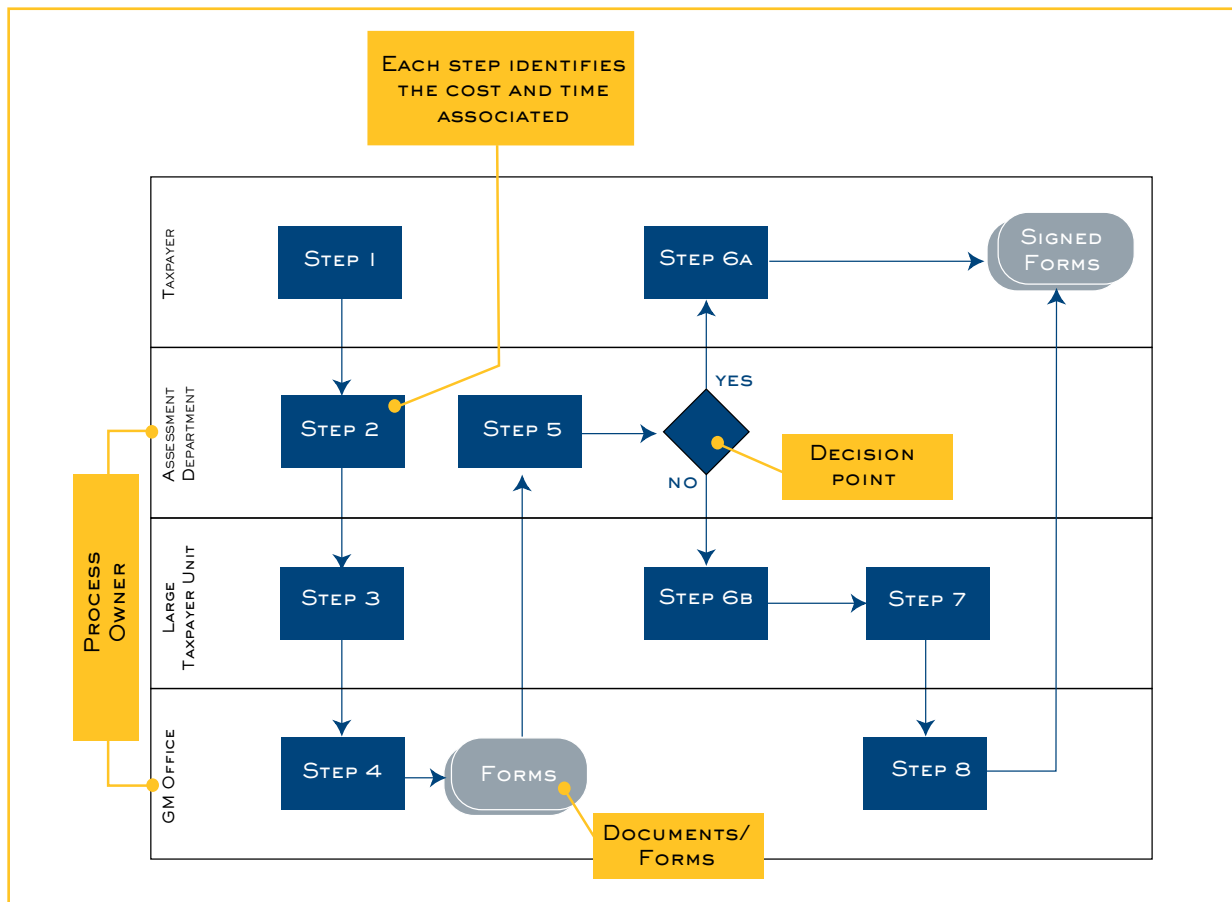 Each step identifies
the cost and time
associated
Taxpayer
Step 1
Step 6a
Signed
Forms
Assessment
Department
Step 2
Step 5
YES
NO
Decision
point
Process
Owner
Large
Taxpayer Unit
Step 3
Step 6b
Step 7
GM Office
Step 4
Forms
Step 8
Documents/
Forms